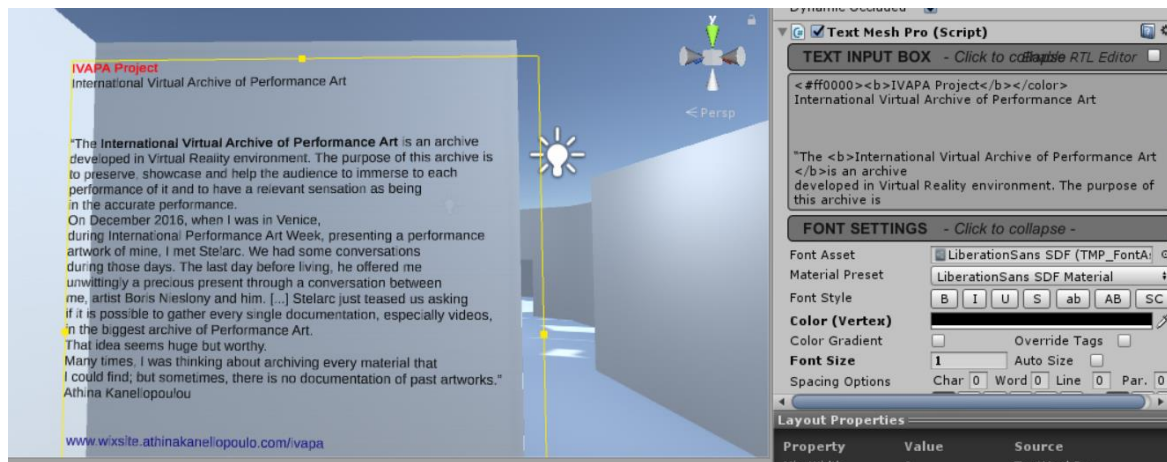 IVAPA Project
International Virtual Archive of Performance Art
"The International Virtual Archive of Performance Art is an archive
developed in Virtual Reality environment. The purpose of this archive is
to preserve, showcase and help the audience to immerse to each
performance of it and to have a relevant sensation as being
in the accurate performance.
On December 2016, when I was in Venice,
during International Performance Art Week, presenting a performance
artwork of mine, I met Stelarc. We had some conversations
during those days. The last day before living, he offered me
unwittingly a precious present through a conversation between
me, artist Boris Nieslony and him. [...] Stelarc just teased us asking
if it is possible to gather every single documentation, especially videos,
in the biggest archive of Performance Art.
That idea seems huge but worthy.
Many times, I was thinking about archiving every material that
I could find; but sometimes, there is no documentation of past artworks."
Athina Kanellopoulou
www.wixsite.athinakanellopoulo.com/ivapa
y
Persp
Text Mesh Pro (Script)
TEXT INPUT BOX - Click to collapse RTL Editor
<#ff0000><b>IVAPA Project</b></color>
International Virtual Archive of Performance Art
"The <b>International Virtual Archive of Performance Art
</b>is an archive
developed in Virtual Reality environment. The purpose of
this archive is
FONT SETTINGS - Click to collapse -
Font Asset LiberationSans SDF (TMP_FontA
Material Preset LiberationSans SDF Material
Font Style B I U S ab AB SC
Color (Vertex)
Color Gradient Override Tags
Font Size 1 Auto Size
Spacing Options Char 0 Word 0 Line 0 Par. 0
Layout Properties
Property Value Source